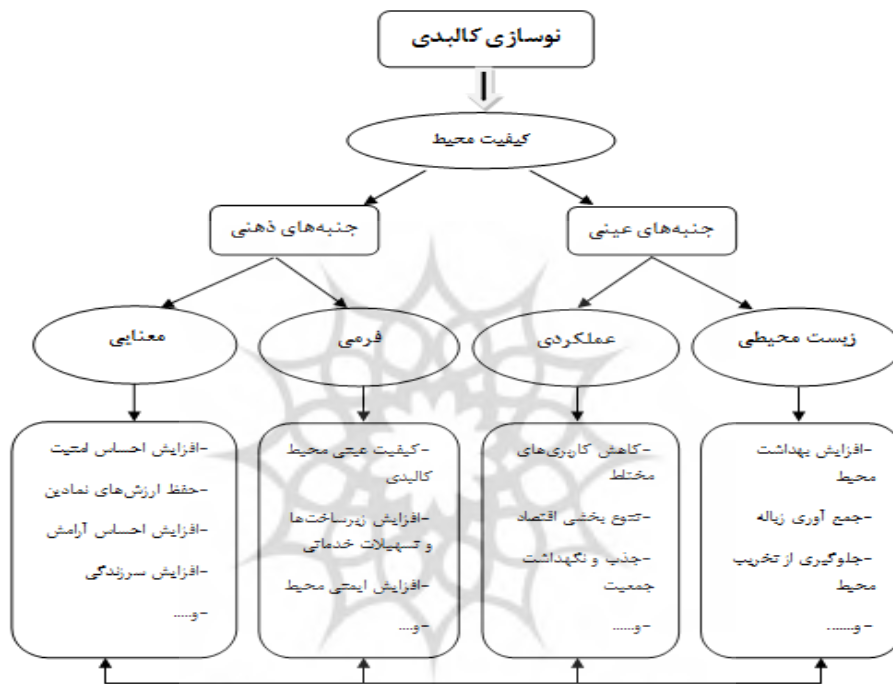 نوسازی کالبدی
کیفیت محیط
جنبه‌های عینی
جنبه‌های ذهنی
زیست محیطی
عملکردی
فرمی
معنایی
-افزایش بهداشت
محیط
-جمع آوری زباله
-جلوگیری از تخریب
محیط
-و.......
-کاهش کاربری‌های
مختلط
-تنوع بخشی اقتصاد
-جذب و نگهداشت
جمعیت
-و......
-کیفیت عینی محیط
کالبدی
-افزایش زیرساخت‌ها
و تسهیلات خدماتی
-افزایش ایمنی محیط
-و....
-افزایش احساس امنیت
-حفظ ارزش‌های نمادین
-افزایش احساس آرامش
-افزایش سرزندگی
-و.....